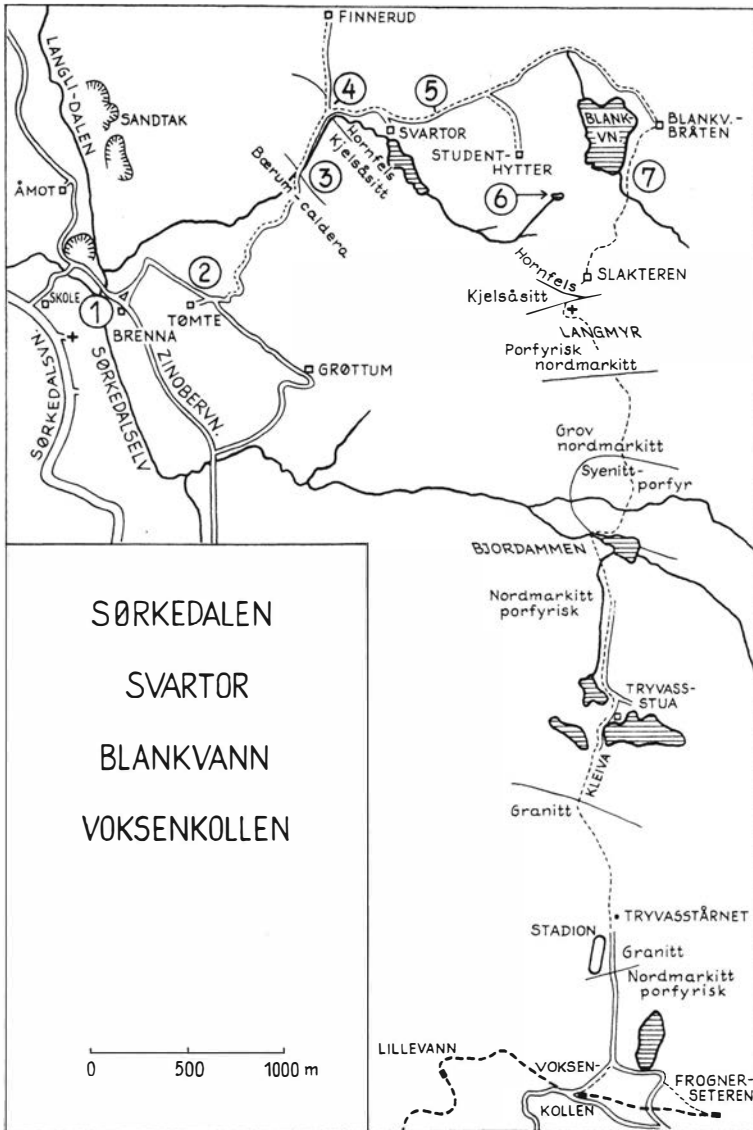 FINNERUD
LANGLI-DALEN
SANDTAK
4
5
SVARTOR
BLANK-
VN
BLANKV.-
BRÅTEN
STUDENT-
HYTTER
Hornfels
Kjelsåsitt
3
ÅMOT
Bærum-caldera
6
7
2
Hornfels
SLAKTEREN
Kjelsåsitt
SKOLE
1
TØMTE
BRENNA
LANGMYR
Porfyrisk
nordmarkitt
GRØTTUM
SØRKEDALSVN.
SØRKEDALSELV
ZINOBERVN.
Grov
nordmarkitt
Syenitt-
porfyr
BJORDAMMEN
Nordmarkitt
porfyrisk
SØRKEDALEN
SVARTOR
BLANKVANN
VOKSENKOLLEN
TRYVASS-
STUA
KLEIVA
Granitt
TRYVASSTÅRNET
STADION
Granitt
Nordmarkitt
porfyrisk
0 500 1000 m
LILLEVANN
VOKSEN-
KOLLEN
FROGNER-
SETEREN